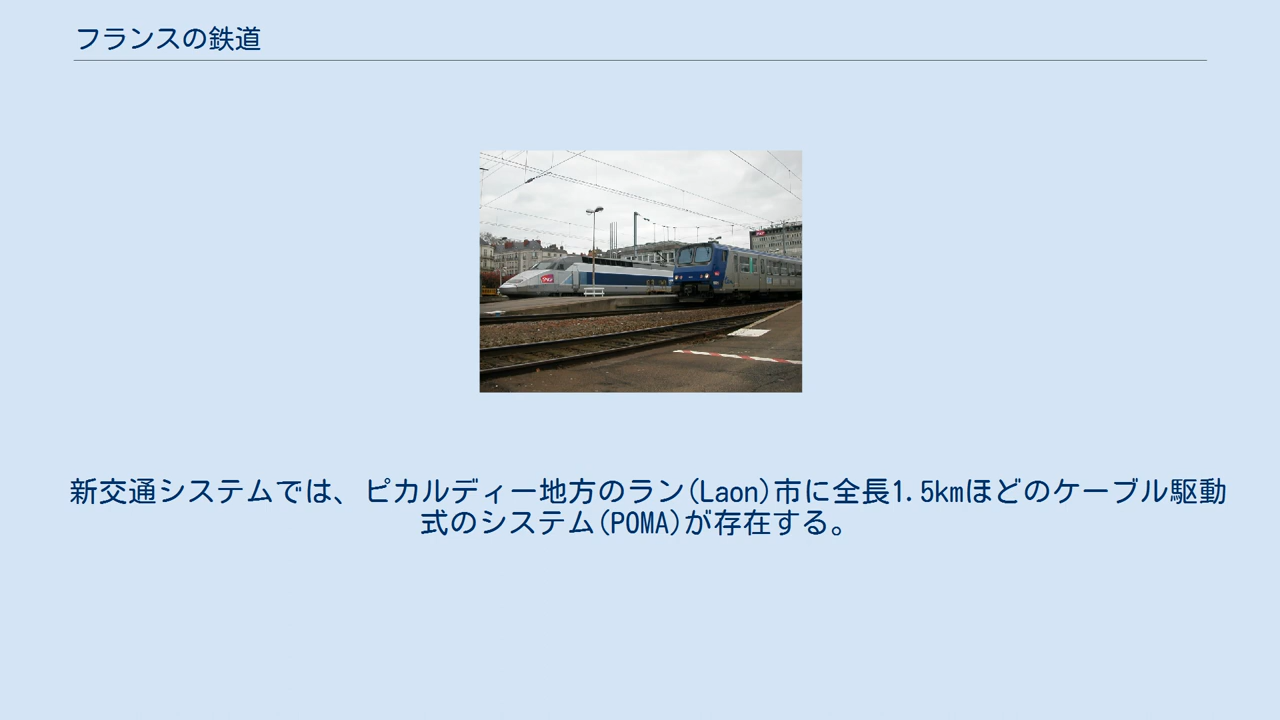 フランスの鉄道
新交通システムでは、ピカルディー地方のラン(Laon)市に全長1.5kmほどのケーブル駆動
式のシステム(POMA)が存在する。